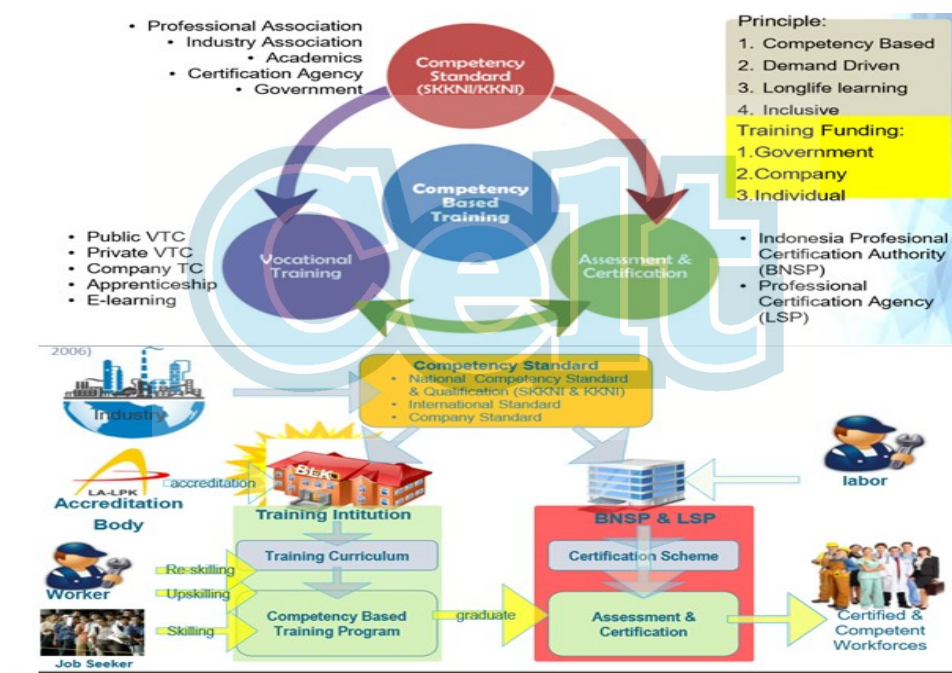 • Professional Association
• Industry Association
• Academics
• Certification Agency
• Government
Competency
Standard
(SKKNI/KKNI)
Principle:
1. Competency Based
2. Demand Driven
3. Longlife learning
4. Inclusive
Training Funding:
1.Government
2.Company
3.Individual
Competency
Based
Training
• Public VTC
• Private VTC
• Company TC
• Apprenticeship
• E-learning
Vocational
Training
Assessment &
Certification
• Indonesia Profesional
Certification Authority
(BNSP)
• Professional
Certification Agency
(LSP)
Celt
2006)
Industry
Competency Standard
• National Competency Standard
& Qualification (SKKNI & KKNI)
• International Standard
• Company Standard
LA-LPK
Accreditation
Body
accreditation
BLK
Training Intitution
BNSP & LSP
labor
Training Curriculum
Certification Scheme
Worker
Re-skilling
Upskilling
Skilling
Job Seeker
Competency Based
Training Program
graduate
Assessment &
Certification
Certified &
Competent
Workforces